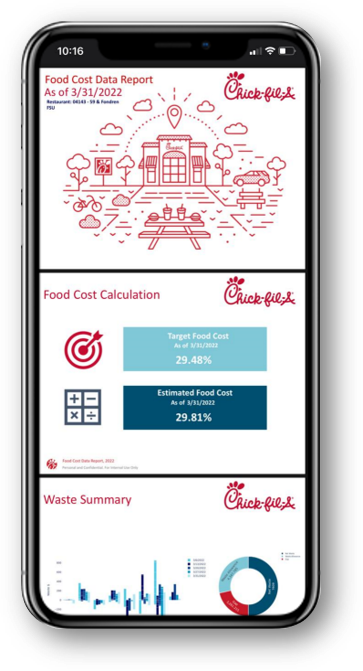 10:16
Food Cost Data Report
As of 3/31/2022
Restaurant: 04143 - 59 & Fondren
FSU
Chick-fil-A
Chick-fil-A
Food Cost Calculation
Chick-fil-A
Target Food Cost
As of 3/31/2022
29.48%
Estimated Food Cost
As of 3/31/2022
29.81%
Food Cost Data Report, 2022
Personal and Confidential. For Internal Use Only
Waste Summary
Chick-fil-A